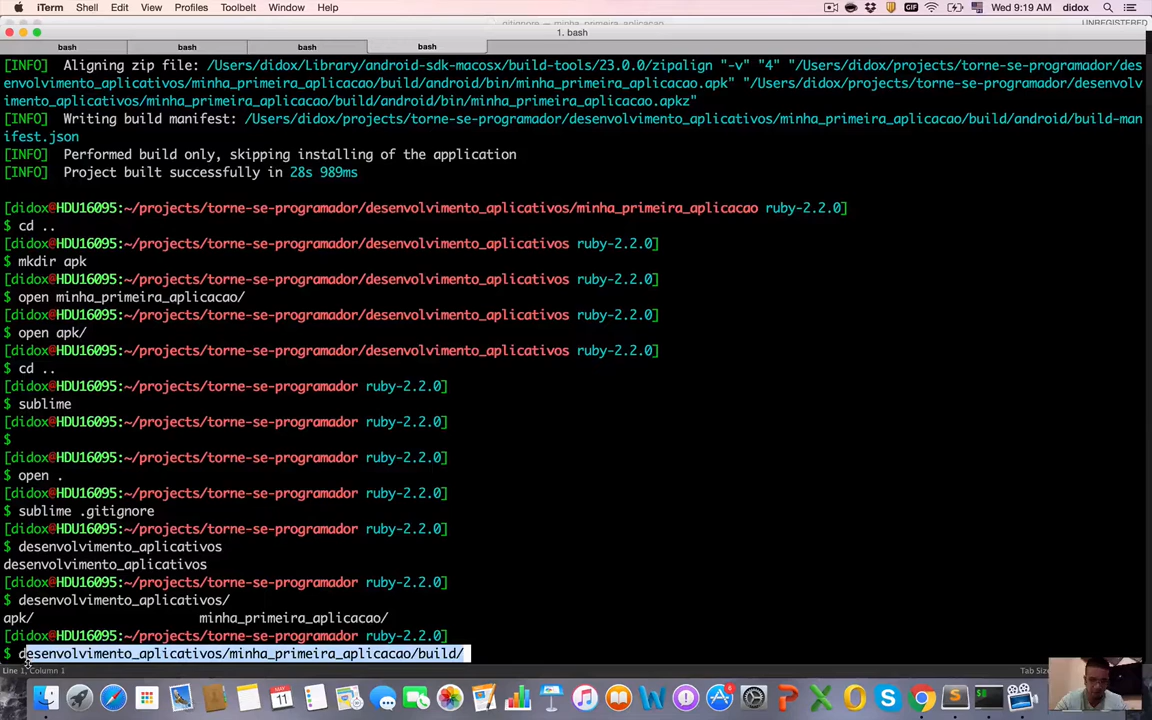 iTerm Shell Edit View Profiles Toolbelt Window Help GIF Wed 9:19 AM didox
.gitignore — minha_primeira_aplicacao UNREGISTERED
1. bash
bash bash bash bash
[INFO] Aligning zip file: /Users/didox/Library/android-sdk-macosx/build-tools/23.0.0/zipalign "-v" "4" "/Users/didox/projects/torne-se-programador/des
envolvimento_aplicativos/minha_primeira_aplicacao/build/android/bin/minha_primeira_aplicacao.apk" "/Users/didox/projects/torne-se-programador/desenvolv
imento_aplicativos/minha_primeira_aplicacao/build/android/bin/minha_primeira_aplicacao.apkz"
[INFO] Writing build manifest: /Users/didox/projects/torne-se-programador/desenvolvimento_aplicativos/minha_primeira_aplicacao/build/android/build-man
ifest.json
[INFO] Performed build only, skipping installing of the application
[INFO] Project built successfully in 28s 989ms
[didox@HDU16095:~/projects/torne-se-programador/desenvolvimento_aplicativos/minha_primeira_aplicacao ruby-2.2.0]
$ cd ..
[didox@HDU16095:~/projects/torne-se-programador/desenvolvimento_aplicativos ruby-2.2.0]
$ mkdir apk
[didox@HDU16095:~/projects/torne-se-programador/desenvolvimento_aplicativos ruby-2.2.0]
$ open minha_primeira_aplicacao/
[didox@HDU16095:~/projects/torne-se-programador/desenvolvimento_aplicativos ruby-2.2.0]
$ open apk/
[didox@HDU16095:~/projects/torne-se-programador/desenvolvimento_aplicativos ruby-2.2.0]
$ cd ..
[didox@HDU16095:~/projects/torne-se-programador ruby-2.2.0]
$ sublime
[didox@HDU16095:~/projects/torne-se-programador ruby-2.2.0]
$
[didox@HDU16095:~/projects/torne-se-programador ruby-2.2.0]
$ open .
[didox@HDU16095:~/projects/torne-se-programador ruby-2.2.0]
$ sublime .gitignore
[didox@HDU16095:~/projects/torne-se-programador ruby-2.2.0]
$ desenvolvimento_aplicativos
desenvolvimento_aplicativos
[didox@HDU16095:~/projects/torne-se-programador ruby-2.2.0]
$ desenvolvimento_aplicativos/
apk/ minha_primeira_aplicacao/
[didox@HDU16095:~/projects/torne-se-programador ruby-2.2.0]
$ desenvolvimento_aplicativos/minha_primeira_aplicacao/build/
Line 1, Column 1 Tab Size